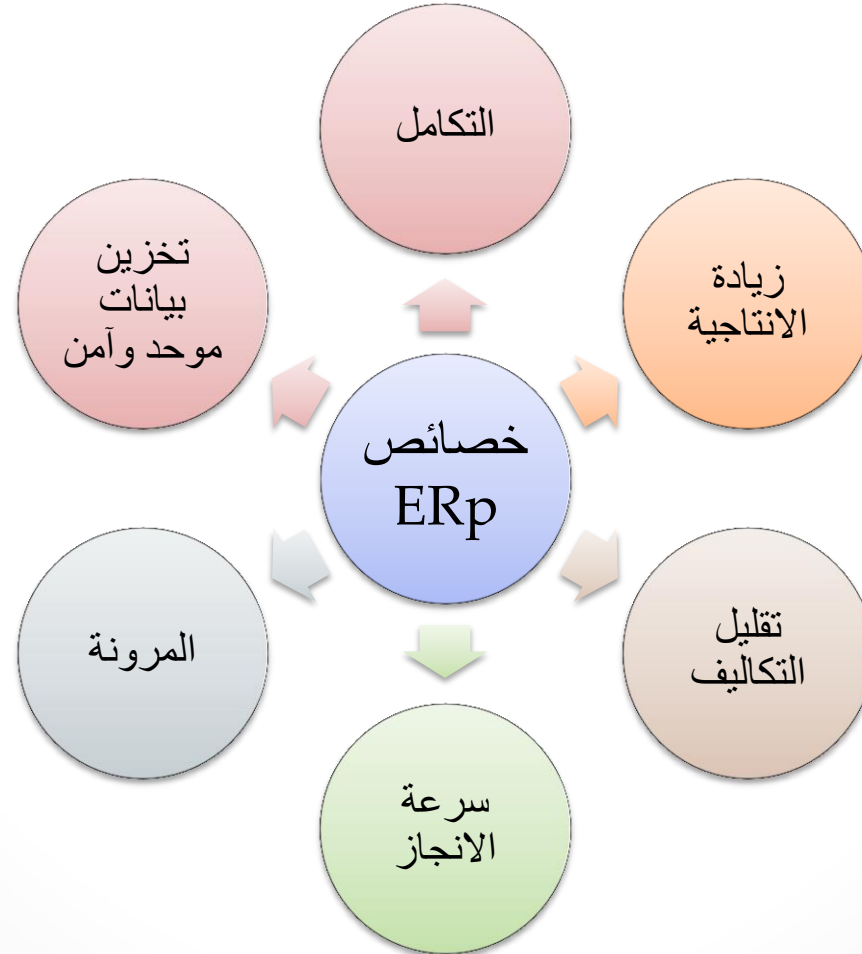 التكامل
زيادة
الانتاجية
تقليل
التكاليف
سرعة
الانجاز
المرونة
تخزين
بيانات
موحد وآمن
خصائص
ERp